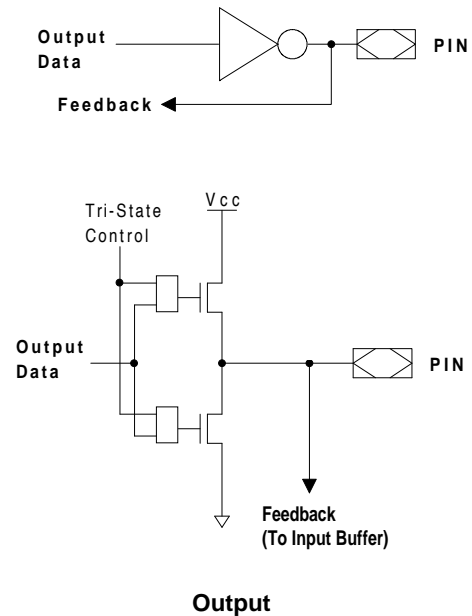 Output
Data
PIN
Feedback
Vcc
Tri-State
Control
Output
Data
PIN
Feedback
(To Input Buffer)
Output